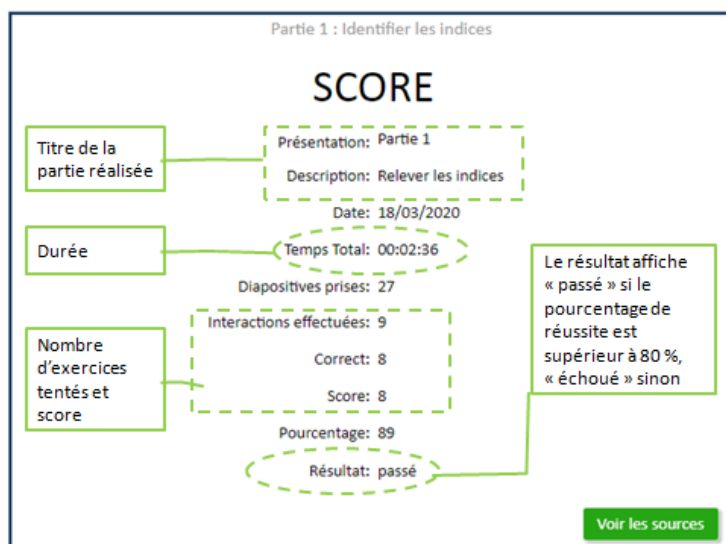 Partie 1 : Identifier les indices
SCORE
Titre de la
partie réalisée
Présentation: Partie 1
Description: Relever les indices
Date: 18/03/2020
Durée
Temps Total: 00:02:36
Diapositives prises: 27
Le résultat affiche
« passé » si le
pourcentage de
réussite est
supérieur à 80 %,
« échoué » sinon
Nombre
d’exercices
tentés et
score
Interactions effectuées: 9
Correct: 8
Score: 8
Pourcentage: 89
Résultat: passé
Voir les sources